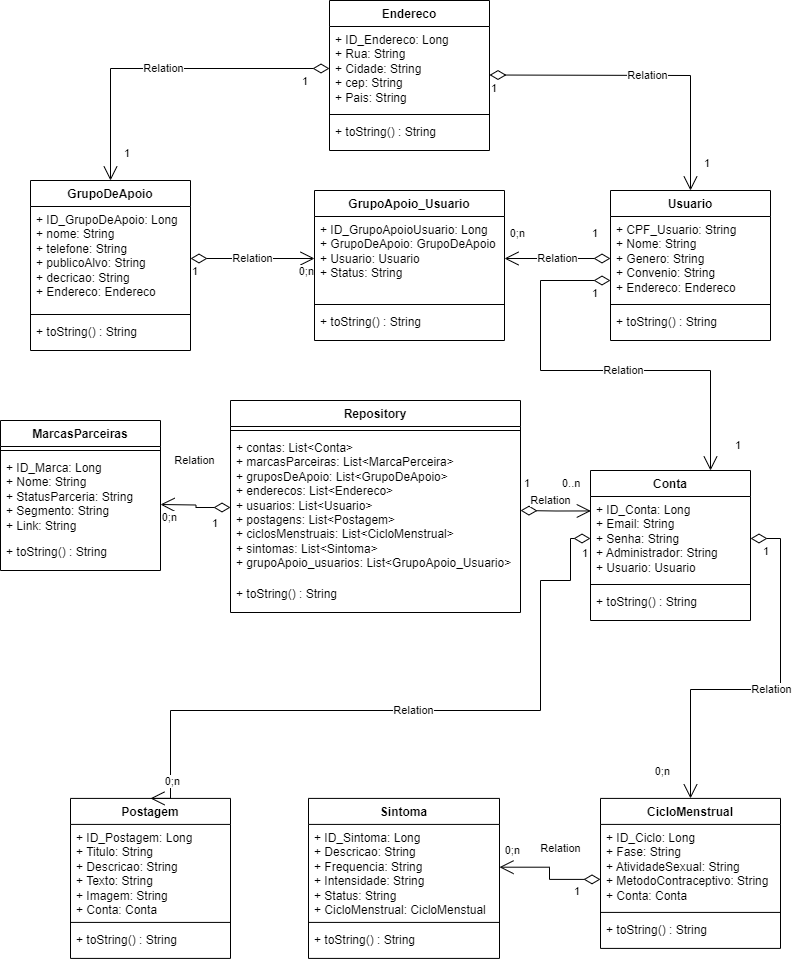 Endereco
+ ID_Endereco: Long
+ Rua: String
+ Cidade: String
+ cep: String
+ Pais: String
+ toString() : String
Relation
1
1
Relation
1
1
GrupoDeApoio
+ ID_GrupoDeApoio: Long
+ nome: String
+ telefone: String
+ publicoAlvo: String
+ decricao: String
+ Endereco: Endereco
+ toString() : String
1
Relation
0;n
GrupoApoio_Usuario
+ ID_GrupoApoioUsuario: Long
+ GrupoDeApoio: GrupoDeApoio
+ Usuario: Usuario
+ Status: String
+ toString() : String
0;n
Relation
1
Usuario
+ CPF_Usuario: String
+ Nome: String
+ Genero: String
+ Convenio: String
+ Endereco: Endereco
+ toString() : String
1
Relation
1
MarcasParceiras
+ ID_Marca: Long
+ Nome: String
+ StatusParceria: String
+ Segmento: String
+ Link: String
+ toString() : String
Relation
0;n
1
Repository
+ contas: List<Conta>
+ marcasParceiras: List<MarcaPerceira>
+ gruposDeApoio: List<GrupoDeApoio>
+ enderecos: List<Endereco>
+ usuarios: List<Usuario>
+ postagens: List<Postagem>
+ ciclosMenstruais: List<CicloMenstrual>
+ sintomas: List<Sintoma>
+ grupoApoio_usuarios: List<GrupoApoio_Usuario>
+ toString() : String
1
0..n
Relation
Conta
+ ID_Conta: Long
+ Email: String
+ Senha: String
+ Administrador: String
+ Usuario: Usuario
+ toString() : String
1
1
Relation
Relation
0;n
0;n
Postagem
+ ID_Postagem: Long
+ Titulo: String
+ Descricao: String
+ Texto: String
+ Imagem: String
+ Conta: Conta
+ toString() : String
Sintoma
+ ID_Sintoma: Long
+ Descricao: String
+ Frequencia: String
+ Intensidade: String
+ Status: String
+ CicloMenstrual: CicloMenstual
+ toString() : String
0;n
Relation
1
CicloMenstrual
+ ID_Ciclo: Long
+ Fase: String
+ AtividadeSexual: String
+ MetodoContraceptivo: String
+ Conta: Conta
+ toString() : String